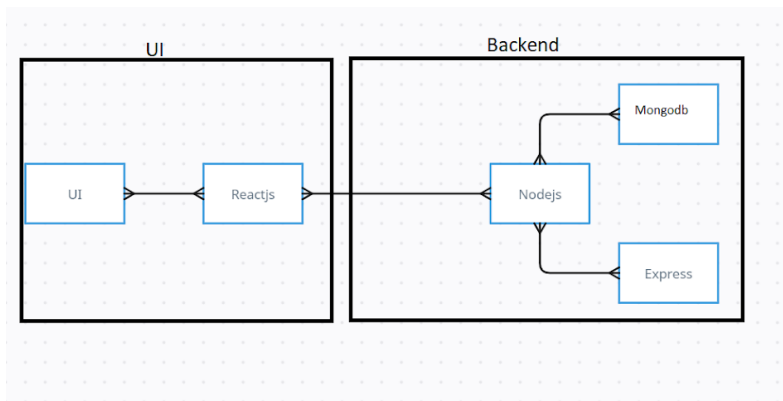 UI
Backend
Mongodb
UI
Reactjs
Nodejs
Express